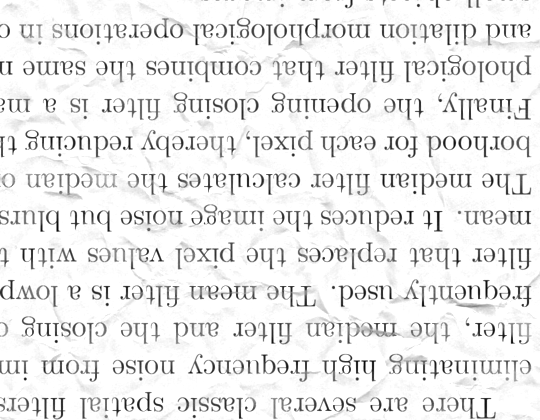 There are several classic spatial filters
eliminating high frequency noise from im
filter, the median filter and the closing o
frequently used. The mean filter is a lowp
filter that replaces the pixel values with t
mean. It reduces the image noise but blurs
The median filter calculates the median o
borhood for each pixel, thereby reducing th
Finally, the opening closing filter is a ma
phological filter that combines the same n
and dilation morphological operations in o